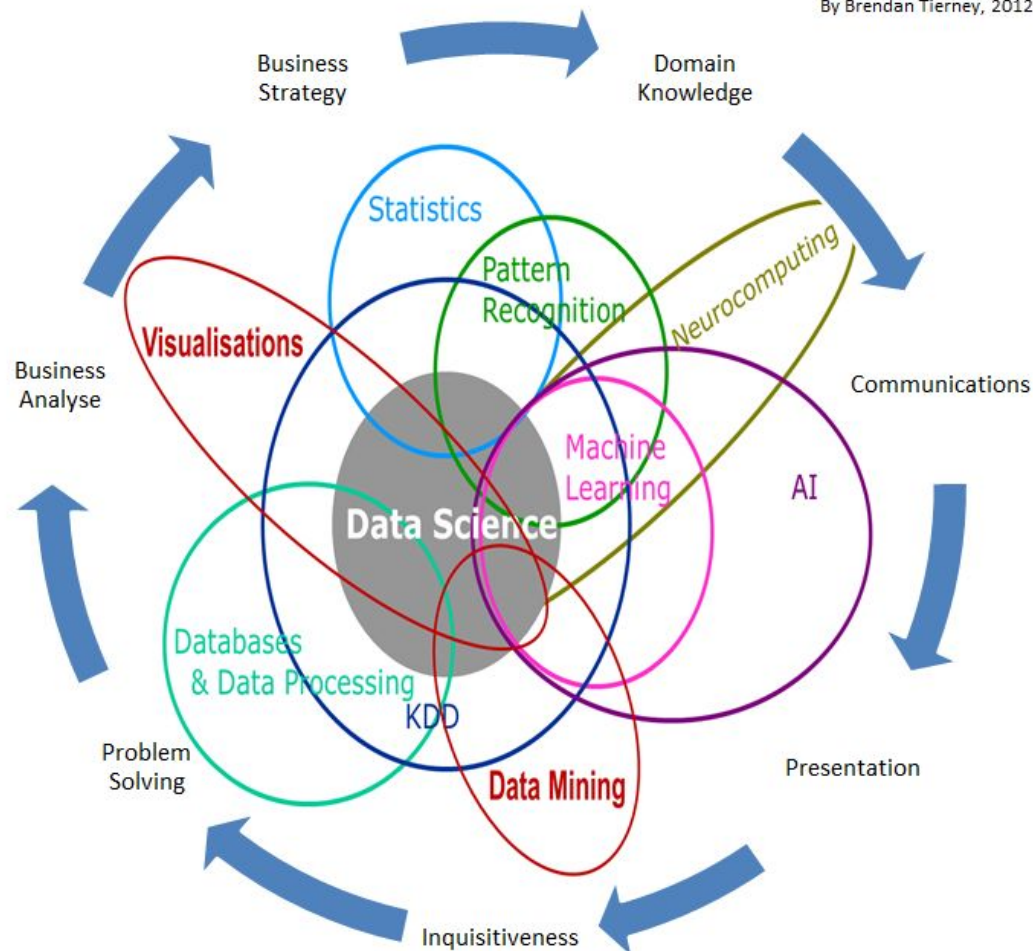 By Brendan Tierney, 2012
Business
Strategy
Domain
Knowledge
Statistics
Pattern
Recognition
Neurocomputing
Visualisations
Business
Analyse
Communications
Machine
Learning
AI
Data Science
Databases
& Data Processing
KDD
Problem
Solving
Data Mining
Presentation
Inquisitiveness